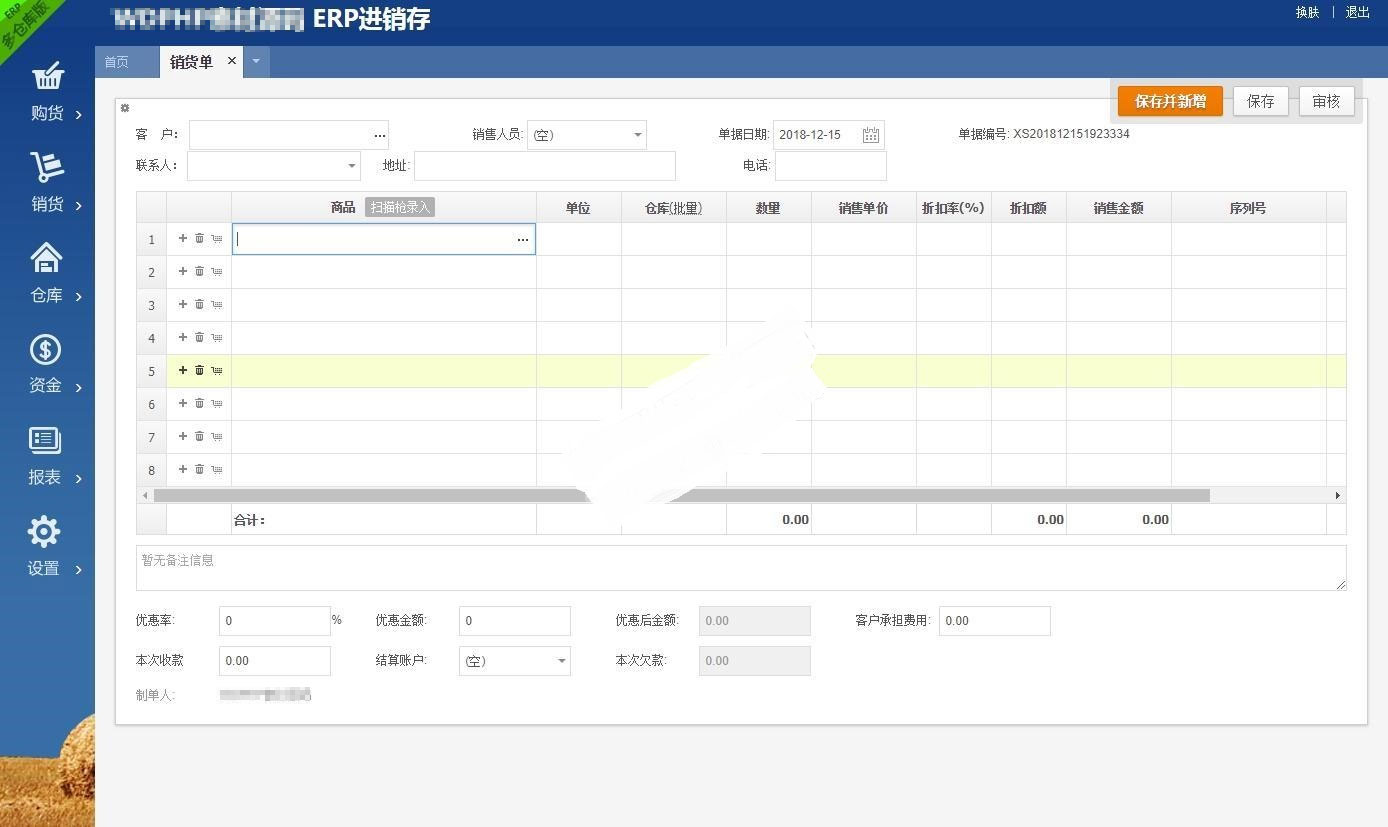 ERP
多仓库版
ERP进销存
换肤 | 退出
首页 销货单 ×
购货 >
销货 >
仓库 >
资金 >
报表 >
设置 >
保存并新增 保存 审核
客 户: ... 销售人员: (空) 单据日期: 2018-12-15 单据编号: XS201812151923334
联系人: 地址: 电话:
商品 扫描枪录入 单位 仓库(批量) 数量 销售单价 折扣率(%) 折扣额 销售金额 序列号
1 ...
2
3
4
5
6
7
8
合计: 0.00 0.00 0.00
暂无备注信息
优惠率: 0 % 优惠金额: 0 优惠后金额: 0.00 客户承担费用: 0.00
本次收款 0.00 结算账户: (空) 本次欠款: 0.00
制单人: